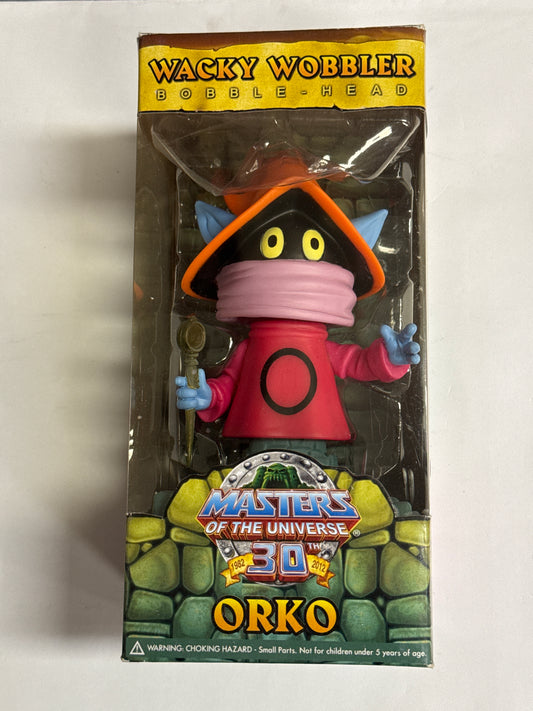 WACKY WOBBLER
BOBBLE-HEAD
MASTERS
OF THE UNIVERSE®
30TH
1982 2012
ORKO
WARNING: CHOKING HAZARD - Small Parts. Not for children under 5 years of age.